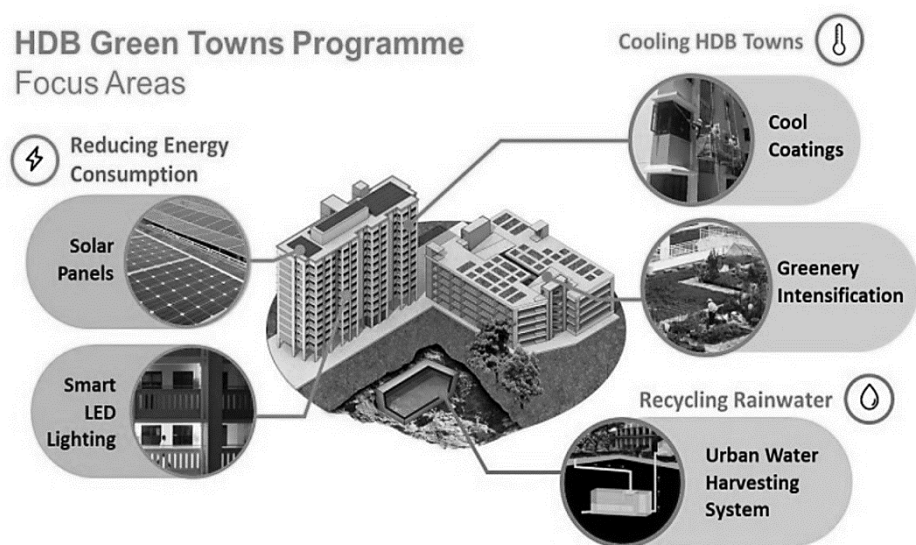 HDB Green Towns Programme
Focus Areas
Reducing Energy
Consumption
Solar
Panels
Smart
LED
Lighting
Cooling HDB Towns
Cool
Coatings
Greenery
Intensification
Recycling Rainwater
Urban Water
Harvesting
System